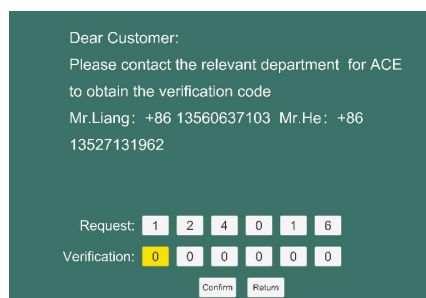 Dear Customer:
Please contact the relevant department for ACE
to obtain the verification code
Mr.Liang: +86 13560637103 Mr.He: +86
13527131962
Request: 1 2 4 0 1 6
Verification: 0 0 0 0 0 0
Confirm Return